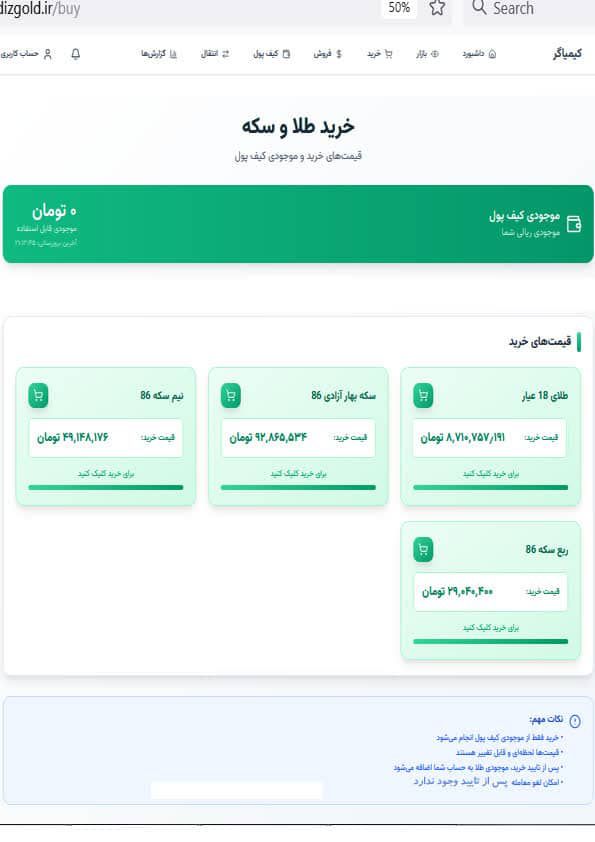 dizgold.ir/buy
50%
Search
کیمیاگر
داشبورد
بازار
خرید
فروش
کیف پول
انتقال
گزارش‌ها
حساب کاربری
خرید طلا و سکه
قیمت‌های خرید و موجودی کیف پول
موجودی کیف پول
موجودی ریالی شما
۰ تومان
موجودی قابل استفاده
آخرین بروزرسانی:
قیمت‌های خرید
طلای 18 عیار
قیمت خرید:
۸,۷۱۰,۷۵۷٫۱۹۱ تومان
برای خرید کلیک کنید
سکه بهار آزادی 86
قیمت خرید:
۹۲,۸۶۵,۵۳۴ تومان
برای خرید کلیک کنید
نیم سکه 86
قیمت خرید:
۴۹,۱۴۸,۱۷۶ تومان
برای خرید کلیک کنید
ربع سکه 86
قیمت خرید:
۲۹,۰۴۰,۴۰۰ تومان
برای خرید کلیک کنید
نکات مهم:
• خرید فقط از موجودی کیف پول انجام می‌شود
• قیمت‌ها لحظه‌ای و قابل تغییر هستند
• پس از تایید خرید، موجودی طلا به حساب شما اضافه می‌شود
• امکان لغو معامله پس از تایید وجود ندارد